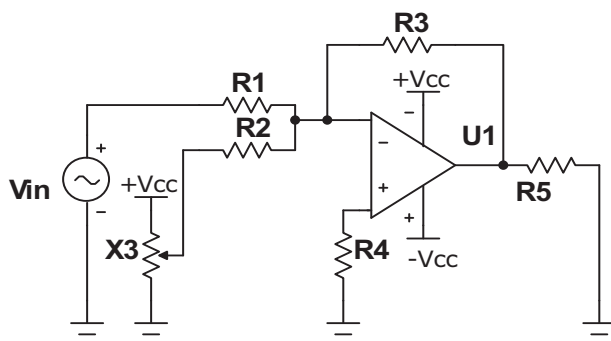 R3
R1
+Vcc
−
R2
U1
−
+
Vin
−
+Vcc
+
R5
X3
R4
+
-Vcc